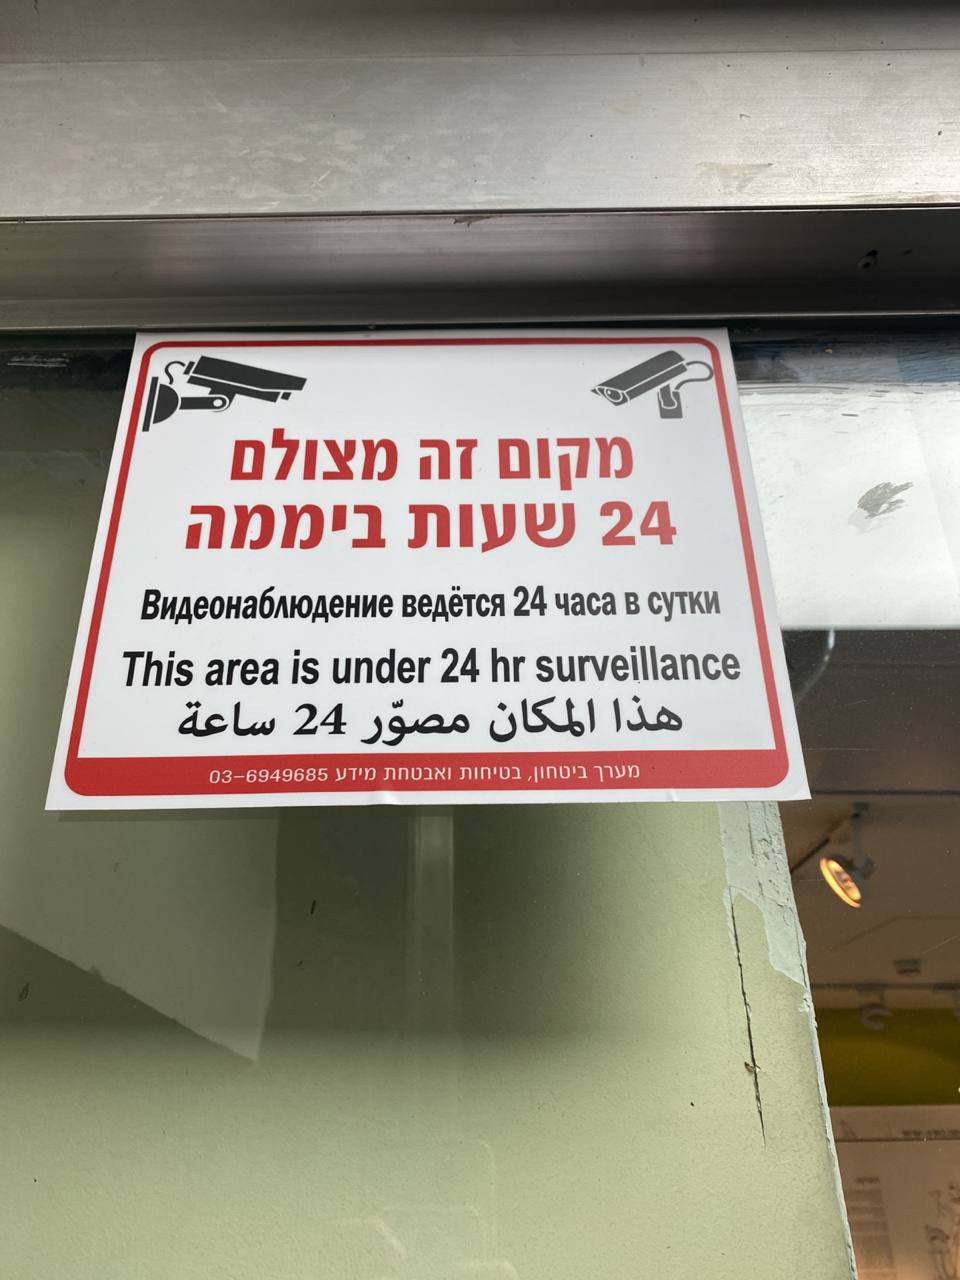 מקום זה מצולם
24 שעות ביממה
Видеонаблюдение ведётся 24 часа в сутки
This area is under 24 hr surveillance
هذا المكان مصوّر 24 ساعة
מערך ביטחון, בטיחות ואבטחת מידע 03-6949685